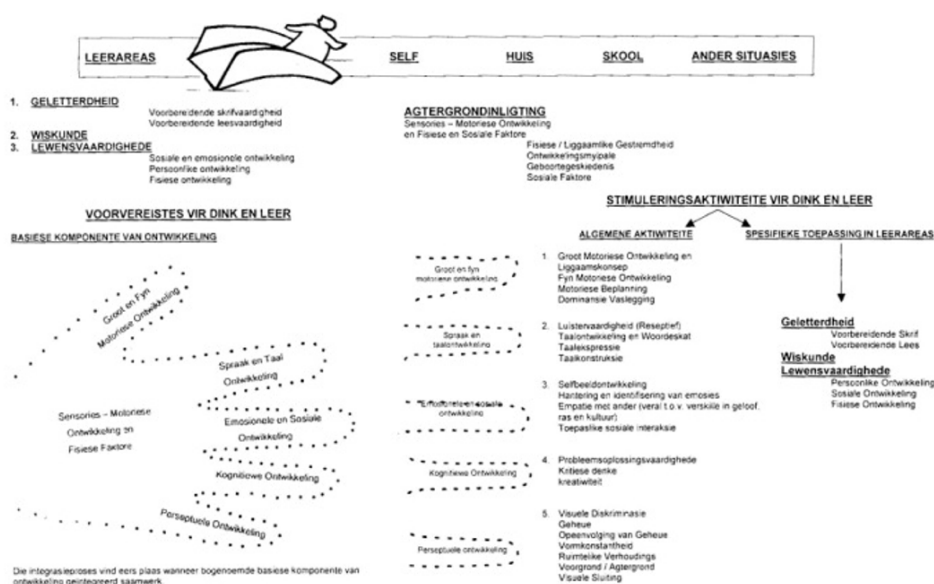 LEERAREAS
SELF
HUIS
SKOOL
ANDER SITUASIES
1. GELETTERDHEID
Voorbereidende skrifvaardigheid
Voorbereidende leesvaardigheid
2. WISKUNDE
3. LEWENSVAARDIGHEDE
Sosiale en emosionele ontwikkeling
Persoonlike ontwikkeling
Fisiese ontwikkeling
AGTERGRONDINLIGTING
Sensories – Motoriese Ontwikkeling
en Fisiese en Sosiale Faktore
Fisiese / Liggaamlike Gestremdheid
Ontwikkelingsmylpale
Geboortegeskiedenis
Sosiale Faktore
VOORVEREISTES VIR DINK EN LEER
BASIESE KOMPONENTE VAN ONTWIKKELING
Groot en Fyn
Motoriese Ontwikkeling
Spraak en Taal
Ontwikkeling
Sensories – Motoriese
Ontwikkeling en
Fisiese Faktore
Emosionele en Sosiale
Ontwikkeling
Kognitiewe Ontwikkeling
Perseptuele Ontwikkeling
Die integrasieproses vind eers plaas wanneer bogenoemde basiese komponente van
ontwikkeling geïntegreerd saamwerk.
STIMULERINGSAKTIWITEITE VIR DINK EN LEER
ALGEMENE AKTIWITEITE
SPESIFIEKE TOEPASSING IN LEERAREAS
Groot en fyn
motoriese ontwikkeling
1. Groot Motoriese Ontwikkeling en
Liggaamskonsep
Fyn Motoriese Ontwikkeling
Motoriese Beplanning
Dominansie Vaslegging
Spraak en
taalontwikkeling
2. Luistervaardigheid (Reseptief)
Taalontwikkeling en Woordeskat
Taalekspressie
Taalkonstruksie
Emosionele en sosiale
ontwikkeling
3. Selfbeeldontwikkeling
Hantering en identifisering van emosies
Empatie met ander (veral t.o.v. verskille in geloof,
ras en kultuur)
Toepaslike sosiale interaksie
Kognitiewe Ontwikkeling
4. Probleemsoplossingsvaardighede
Kritiese denke
kreatiwiteit
Perseptuele ontwikkeling
5. Visuele Diskriminasie
Geheue
Opeenvolging van Geheue
Vormkonstantheid
Ruimtelike Verhoudings
Voorgrond / Agtergrond
Visuele Sluiting
Geletterdheid
Voorbereidende Skrif
Voorbereidende Lees
Wiskunde
Lewensvaardighede
Persoonlike Ontwikkeling
Sosiale Ontwikkeling
Fisiese Ontwikkeling